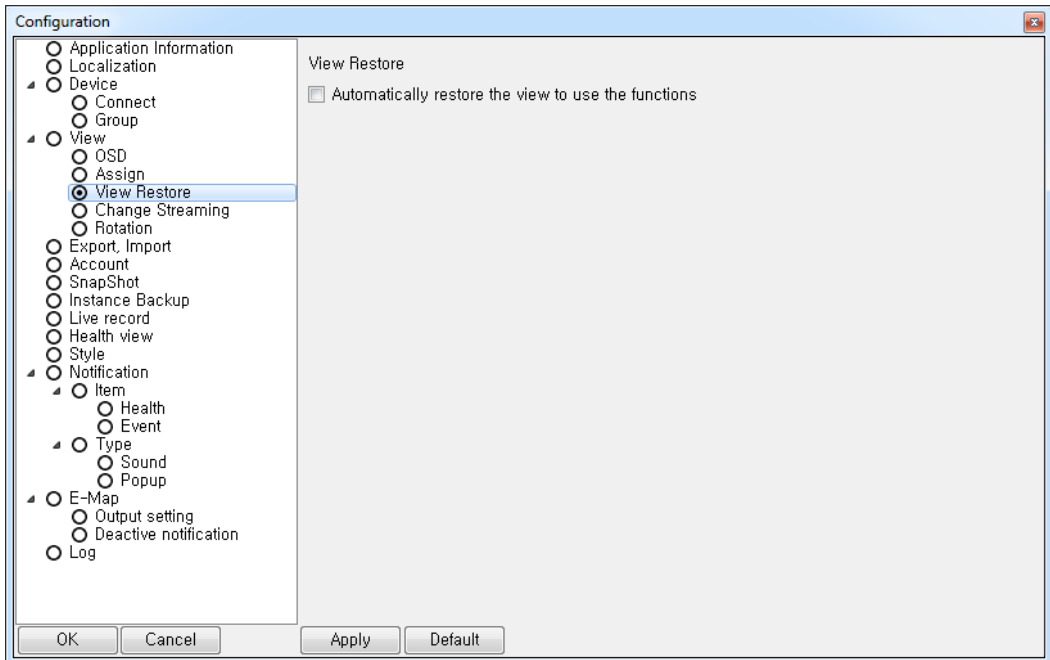 Configuration
Application Information
Localization
Device
Connect
Group
View
OSD
Assign
View Restore
Change Streaming
Rotation
Export, Import
Account
SnapShot
Instance Backup
Live record
Health view
Style
Notification
Item
Health
Event
Type
Sound
Popup
E-Map
Output setting
Deactive notification
Log
OK Cancel
View Restore
Automatically restore the view to use the functions
Apply Default